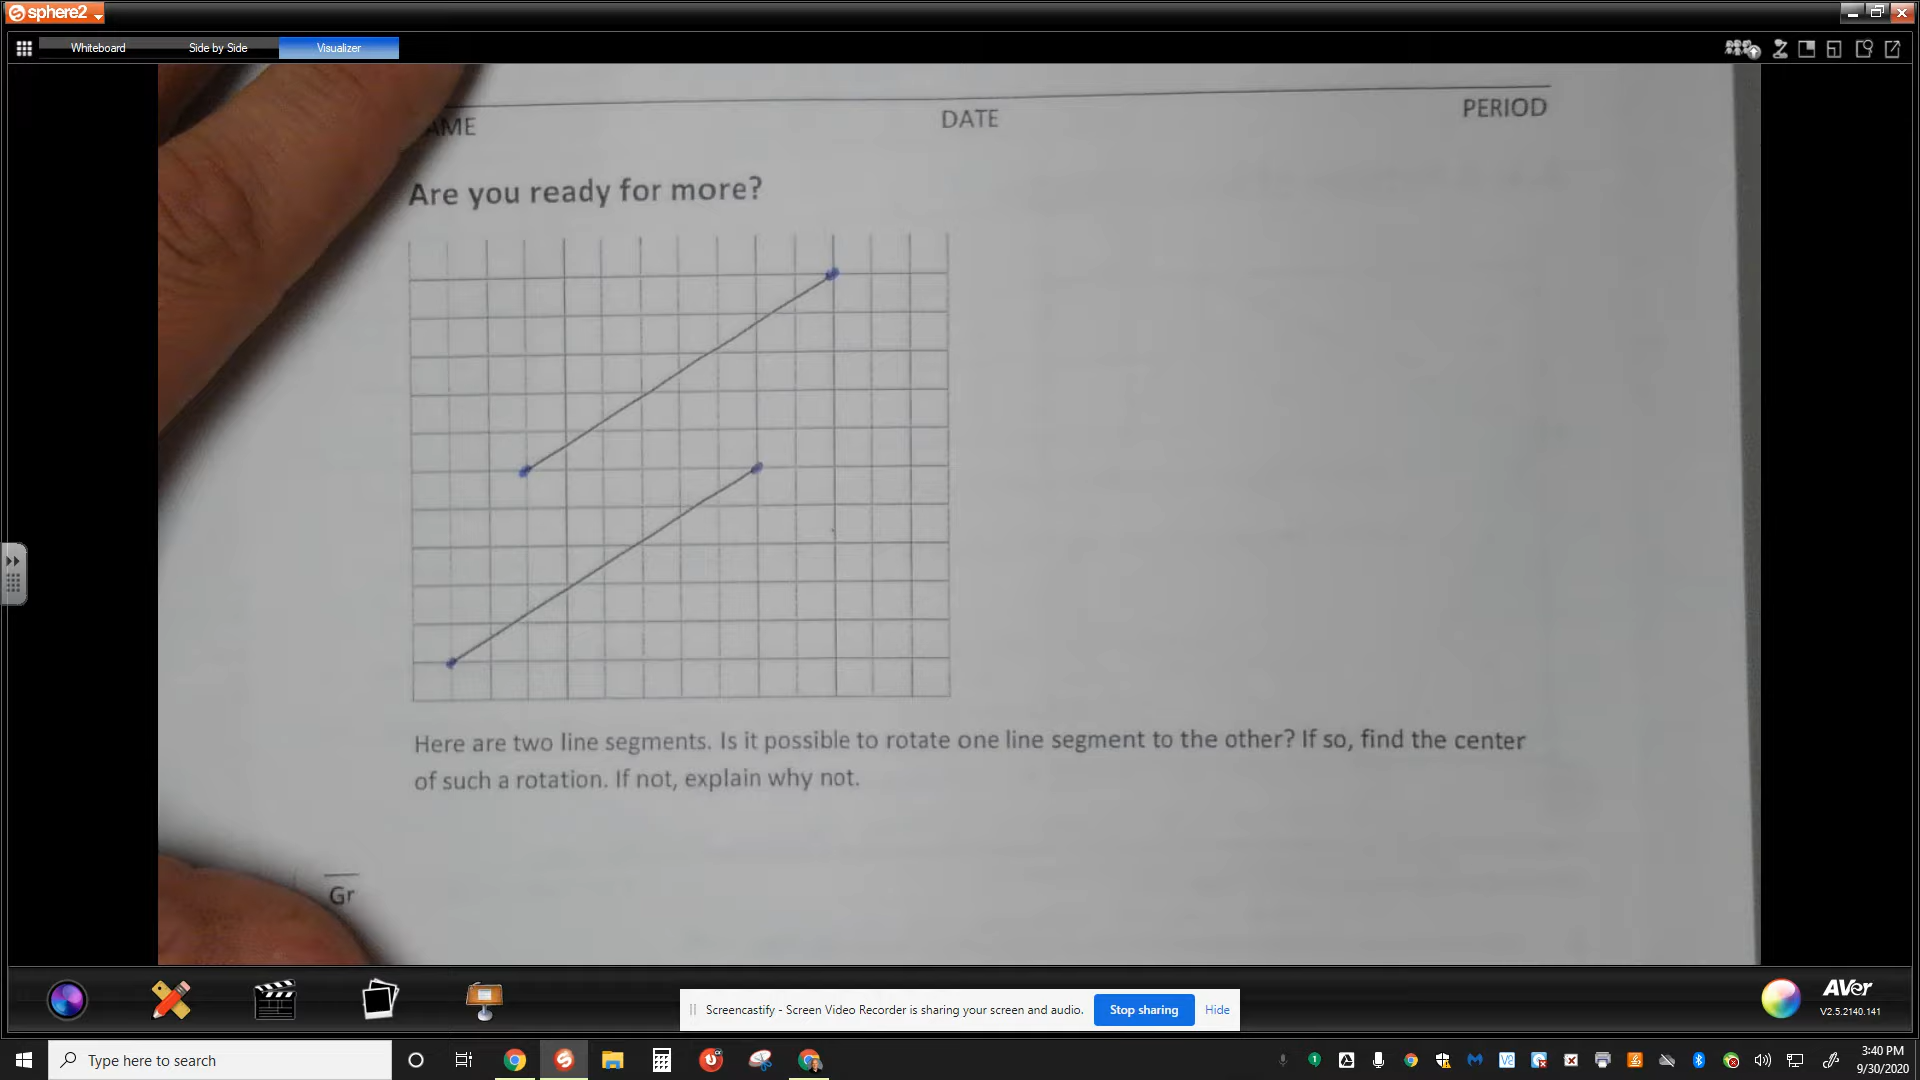 sphere2
Whiteboard Side by Side Visualizer
AME DATE PERIOD
Are you ready for more?
Here are two line segments. Is it possible to rotate one line segment to the other? If so, find the center
of such a rotation. If not, explain why not.
Gr
AVer
V2.5.2140.141
Screencastify - Screen Video Recorder is sharing your screen and audio. Stop sharing Hide
Type here to search
3:40 PM
9/30/2020